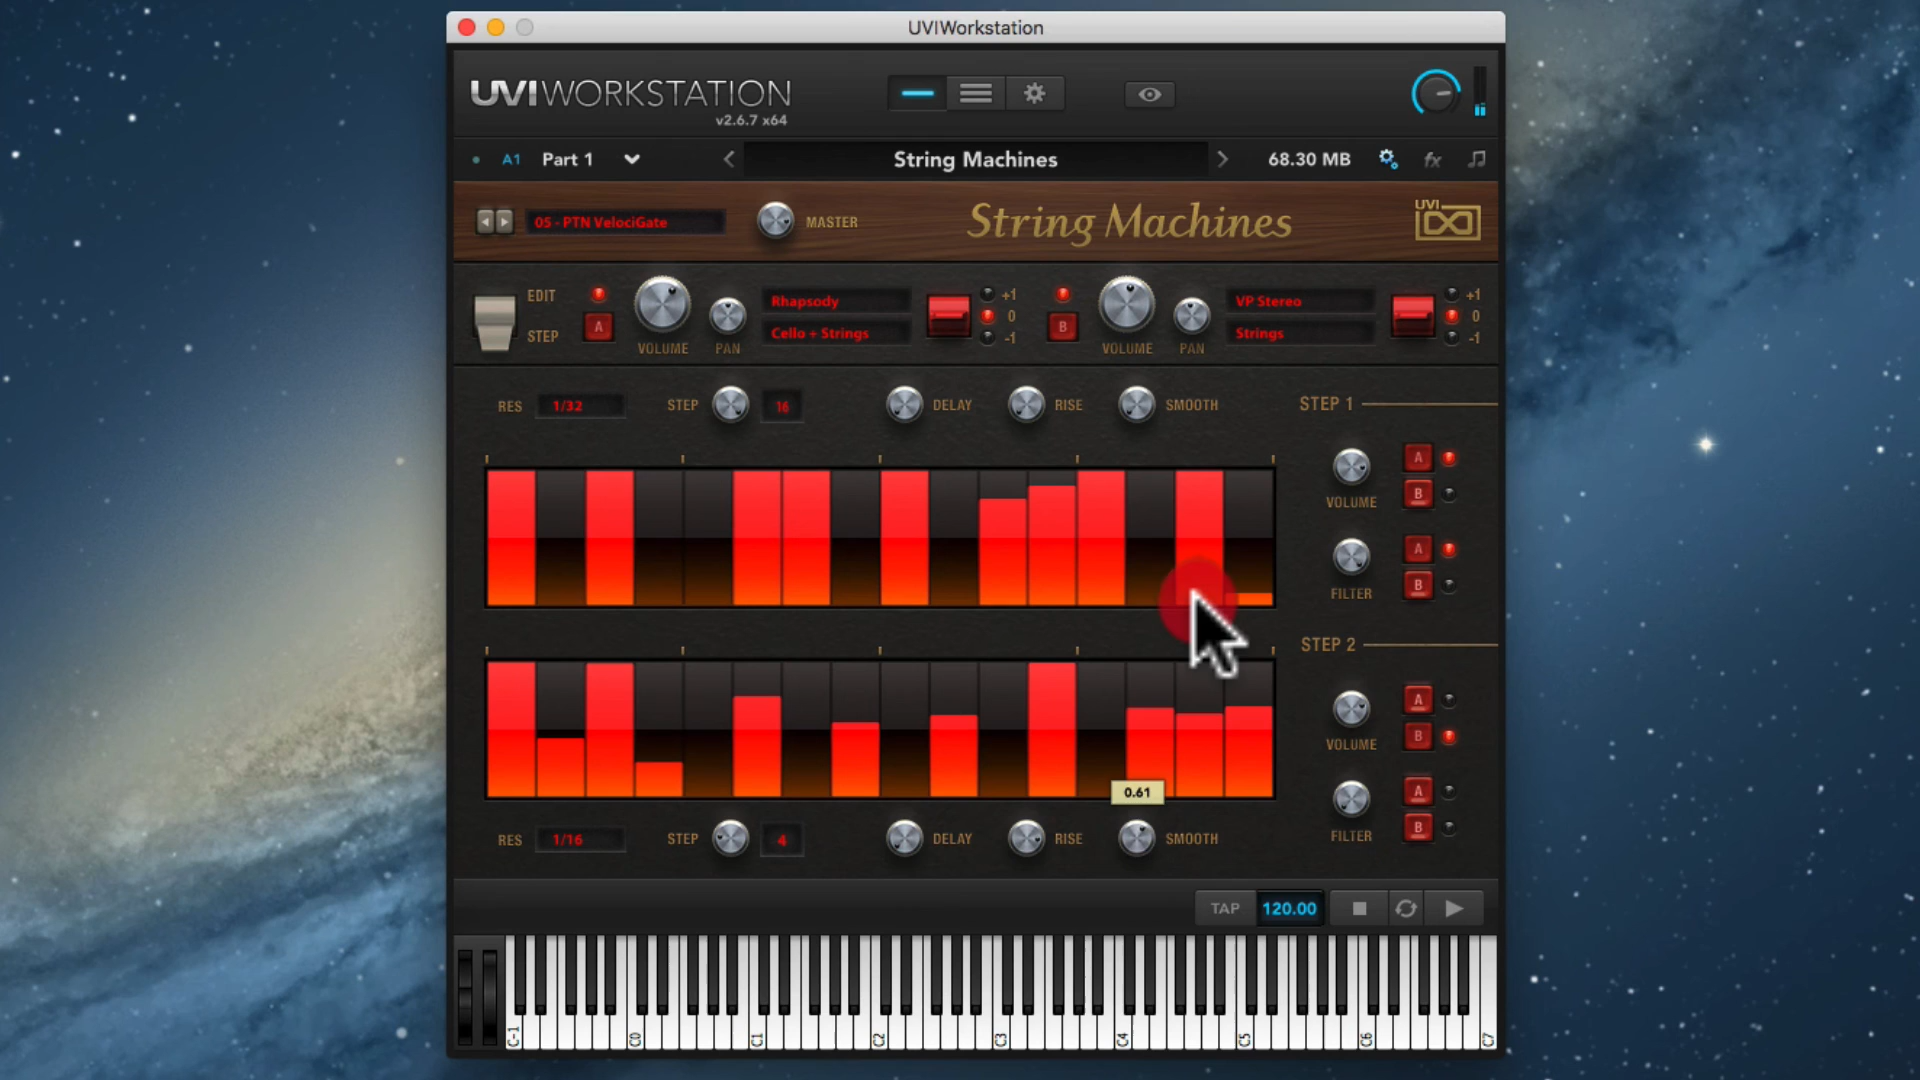 UVIWorkstation
UVIWORKSTATION
v2.6.7 x64
A1 Part 1 String Machines 68.30 MB fx
05 - PTN VelociGate MASTER String Machines UVI
EDIT
STEP
A
VOLUME
PAN
Rhapsody
Cello + Strings
+1
0
-1
B
VOLUME
PAN
VP Stereo
Strings
+1
0
-1
RES 1/32 STEP 16 DELAY RISE SMOOTH STEP 1
VOLUME
A
B
FILTER
A
B
STEP 2
VOLUME
A
B
FILTER
A
B
0.61
RES 1/16 STEP 4 DELAY RISE SMOOTH
TAP 120.00
C-1 C0 C1 C2 C3 C4 C5 C6 C7